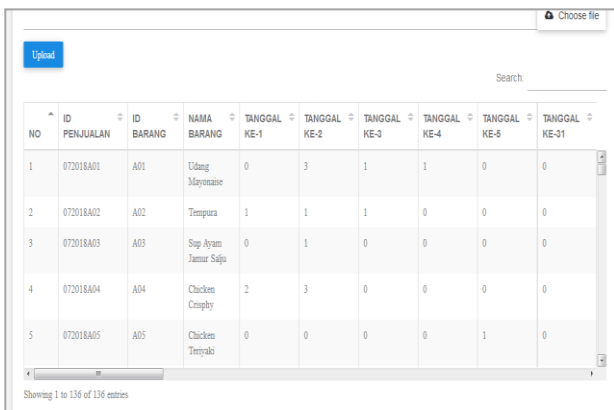 Choose file
Upload
Search:
NO ID PENJUALAN ID BARANG NAMA BARANG TANGGAL KE-1 TANGGAL KE-2 TANGGAL KE-3 TANGGAL KE-4 TANGGAL KE-5 TANGGAL KE-31
1 072018A01 A01 Udang Mayonaise 0 3 1 1 0 0
2 072018A02 A02 Tempura 1 1 1 0 0 0
3 072018A03 A03 Sup Ayam Jamur Salju 0 1 0 0 0 0
4 072018A04 A04 Chicken Crisphy 2 3 0 0 0 0
5 072018A05 A05 Chicken Teriyaki 0 0 0 0 1 0
Showing 1 to 136 of 136 entries